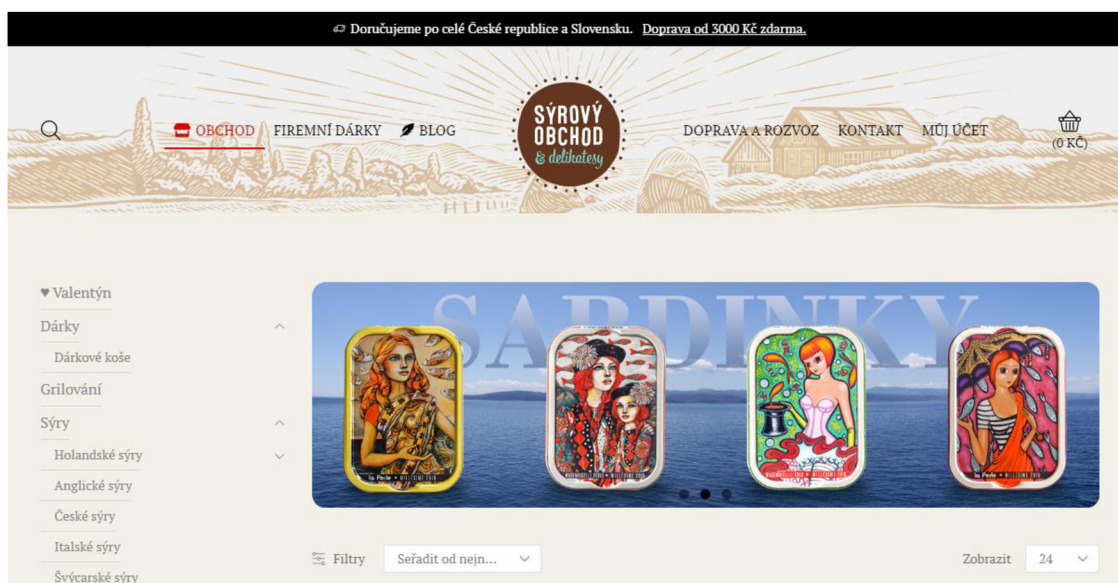 Doručujeme po celé České republice a Slovensku. Doprava od 3000 Kč zdarma.
OBCHOD FIREMNÍ DÁRKY BLOG
SÝROVÝ
OBCHOD
& delikatesy
DOPRAVA A ROZVOZ KONTAKT MŮJ ÚČET
(0 KČ)
♥ Valentýn
Dárky
Dárkové koše
Grilování
Sýry
Holandské sýry
Anglické sýry
České sýry
Italské sýry
Švýcarské sýry
SARDINKY
Filtry
Seřadit od nejn...
Zobrazit 24